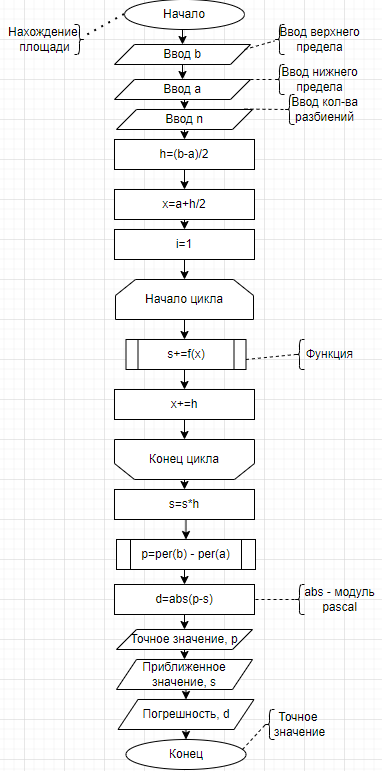 Начало
Нахождение
площади
Ввод b
Ввод верхнего
предела
Ввод a
Ввод нижнего
предела
Ввод n
Ввод кол-ва
разбиений
h=(b-a)/2
x=a+h/2
i=1
Начало цикла
s+=f(x)
Функция
x+=h
Конец цикла
s=s*h
p=per(b) - per(a)
d=abs(p-s)
abs - модуль
pascal
Точное значение, p
Приближенное
значение, s
Погрешность, d
Точное
значение
Конец